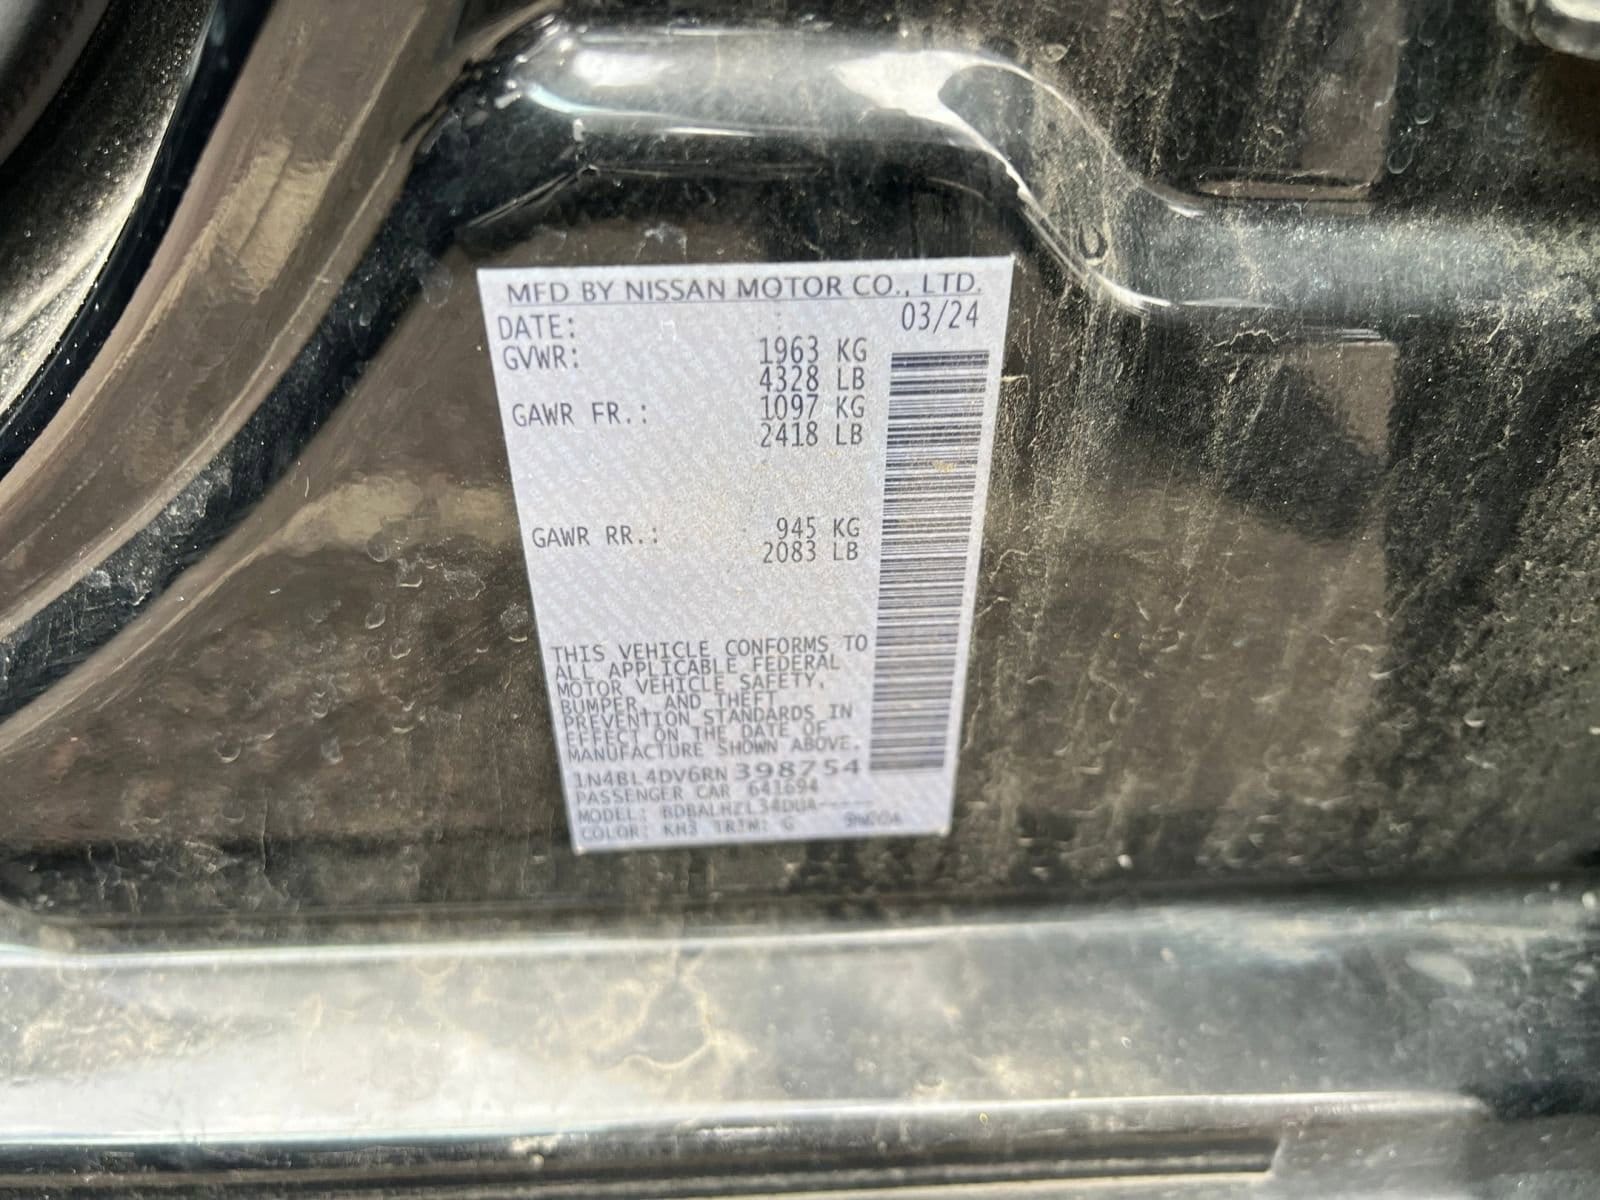 MFD BY NISSAN MOTOR CO., LTD.
DATE: 03/24
GVWR: 1963 KG
4328 LB
GAWR FR.: 1097 KG
2418 LB
GAWR RR.: 945 KG
2083 LB
THIS VEHICLE CONFORMS TO
ALL APPLICABLE FEDERAL
MOTOR VEHICLE SAFETY,
BUMPER, AND THEFT
PREVENTION STANDARDS IN
EFFECT ON THE DATE OF
MANUFACTURE SHOWN ABOVE.
1N4BL4DV6RN398754
PASSENGER CAR 641694
MODEL:
COLOR: KH3 TRIM: G